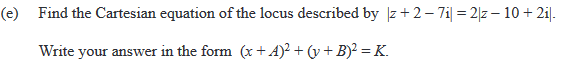 (e) Find the Cartesian equation of the locus described by |z + 2 – 7i| = 2|z – 10 + 2i|.
Write your answer in the form (x + A)² + (y + B)² = K.